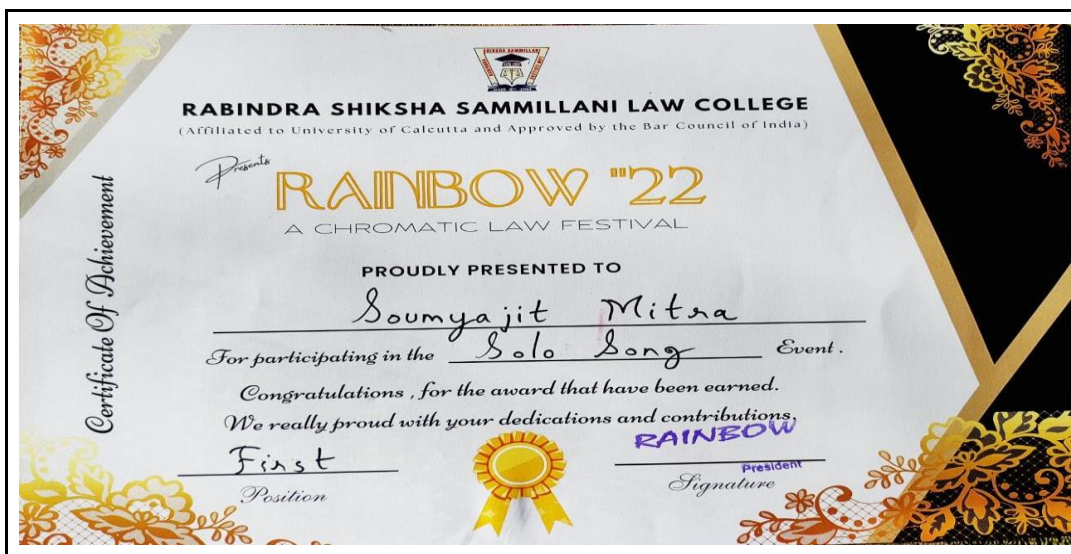 SHIKSHA SAMMILLANI
RABINDRA SHIKSHA SAMMILLANI LAW COLLEGE
(Affiliated to University of Calcutta and Approved by the Bar Council of India)
Presents
RAINBOW "22
A CHROMATIC LAW FESTIVAL
Certificate Of Achievement
PROUDLY PRESENTED TO
Soumyajit Mitra
For participating in the Solo Song Event .
Congratulations , for the award that have been earned.
We really proud with your dedications and contributions.
First
Position
RAINBOW
President
Signature